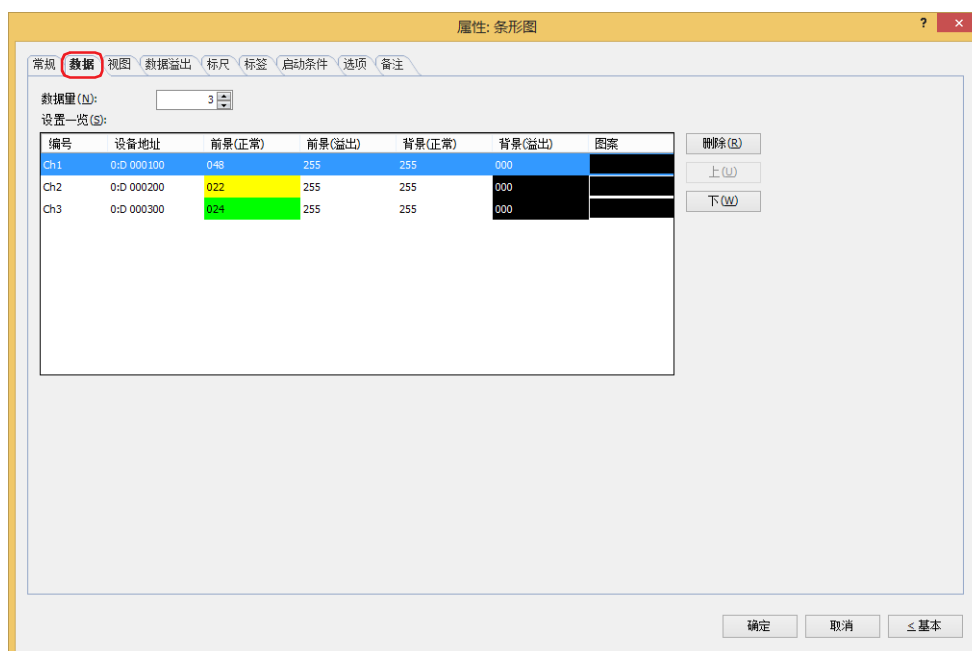 属性: 条形图
?
×
常规 数据 视图 数据溢出 标尺 标签 启动条件 选项 备注
数据量(N): 3
设置一览(S):
编号 设备地址 前景(正常) 前景(溢出) 背景(正常) 背景(溢出) 图案
Ch1 0:D 000100 048 255 255 000
Ch2 0:D 000200 022 255 255 000
Ch3 0:D 000300 024 255 255 000
删除(R)
上(U)
下(W)
确定 取消 ≤基本